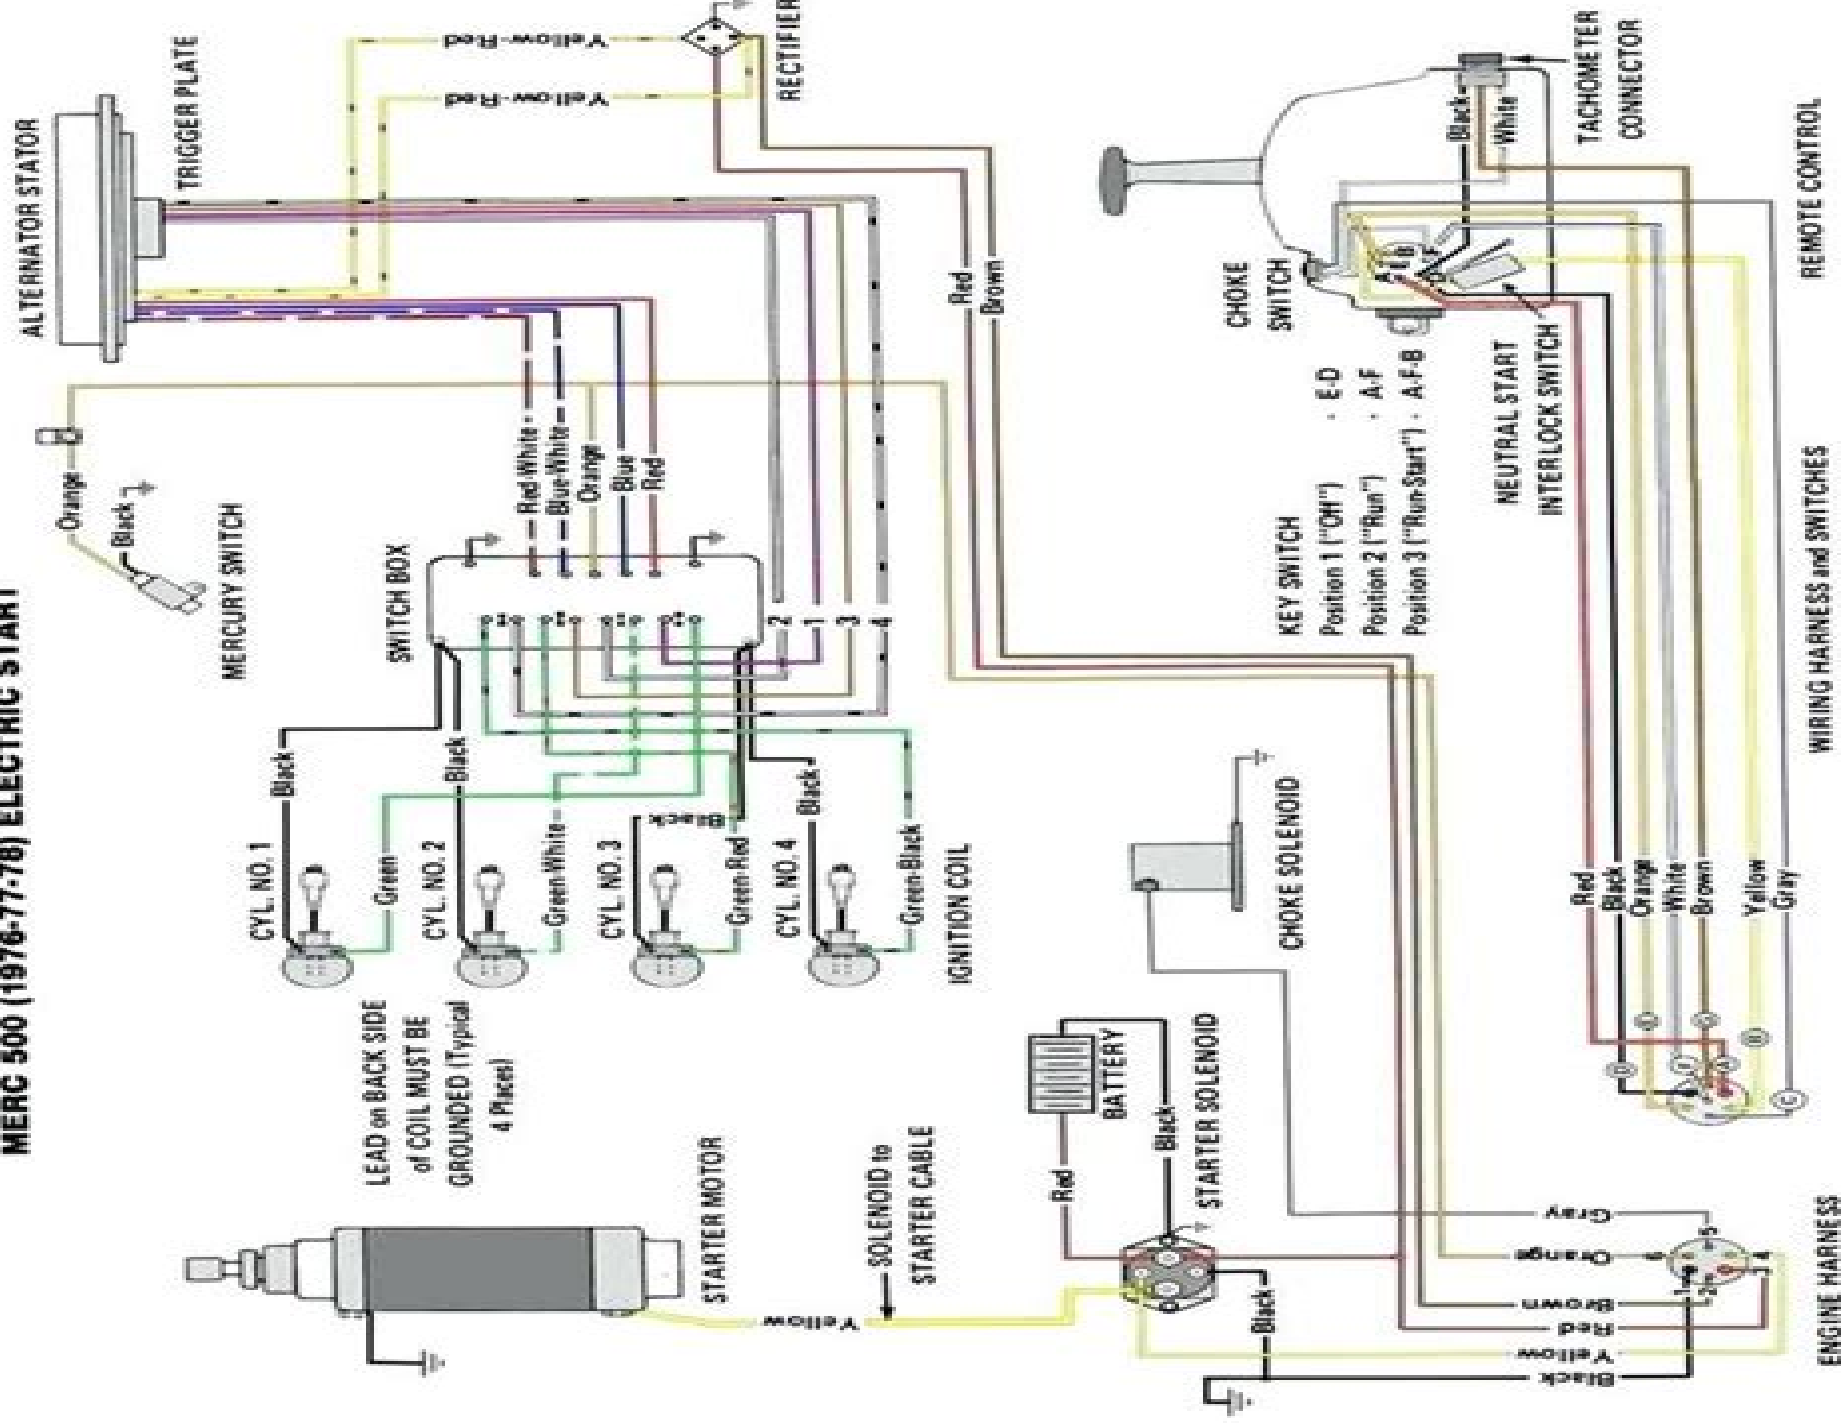 MERC 500 (1976-77-78) ELECTRIC START
ALTERNATOR STATOR
TRIGGER PLATE
Yellow-Red
Yellow-Red
RECTIFIER
Orange
Black
MERCURY SWITCH
SWITCH BOX
Red-White
Blue-White
Orange
Blue
Red
2
1
3
4
Red
Brown
Black
Black
Black
Black
CYL. NO. 1
Green
CYL. NO. 2
Green-White
CYL. NO. 3
Green-Red
CYL. NO. 4
Green-Black
IGNITION COIL
LEAD on BACK SIDE
of COIL MUST BE
GROUNDED (Typical
4 Places)
STARTER MOTOR
Yellow
SOLENOID to
STARTER CABLE
BATTERY
Red
Black
STARTER SOLENOID
Black
CHOKE SOLENOID
TACHOMETER
CONNECTOR
Black
White
CHOKE
SWITCH
KEY SWITCH
Position 1 ("Off") - E-D
Position 2 ("Run") - A-F
Position 3 ("Run-Start") - A-F-B
NEUTRAL START
INTERLOCK SWITCH
REMOTE CONTROL
WIRING HARNESS and SWITCHES
Red
Black
Orange
White
Brown
Yellow
Gray
Gray
Orange
Brown
Red
Yellow
Black
1
2
3
4
5
6
ENGINE HARNESS